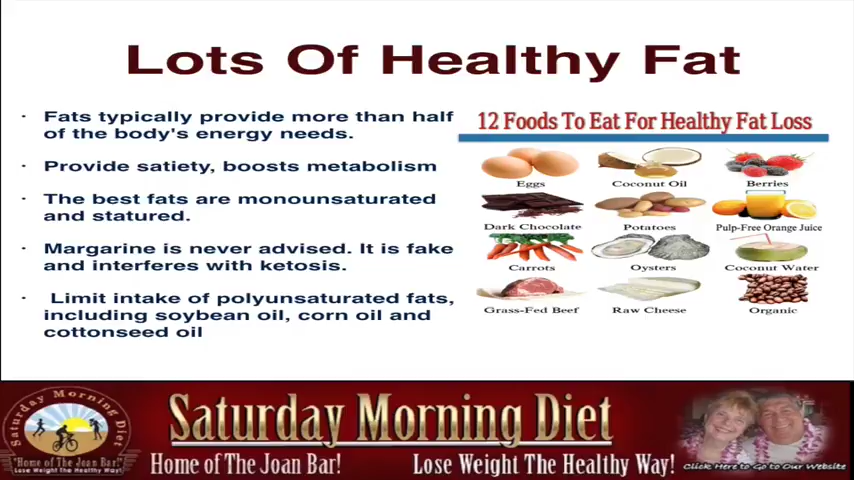 Lots Of Healthy Fat
· Fats typically provide more than half
of the body's energy needs.
· Provide satiety, boosts metabolism
· The best fats are monounsaturated
and statured.
· Margarine is never advised. It is fake
and interferes with ketosis.
· Limit intake of polyunsaturated fats,
including soybean oil, corn oil and
cottonseed oil
12 Foods To Eat For Healthy Fat Loss
Eggs Coconut Oil Berries
Dark Chocolate Potatoes Pulp-Free Orange Juice
Carrots Oysters Coconut Water
Grass-Fed Beef Raw Cheese Organic
Saturday Morning Diet
"Home of The Joan Bar!"
Lose Weight The Healthy Way!
Saturday Morning Diet
Home of The Joan Bar! Lose Weight The Healthy Way!
Click Here to Go to Our Website